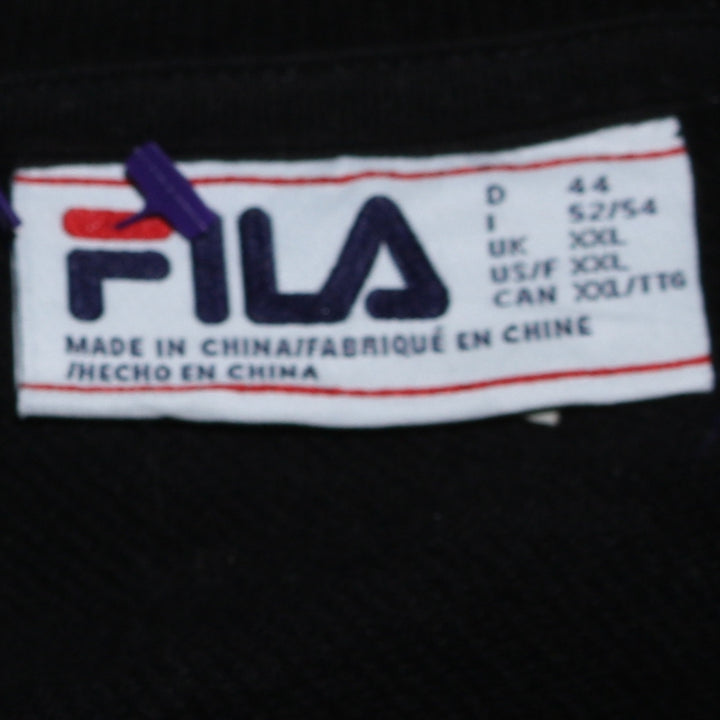 FILA
D 44
I 52/54
UK XXL
US/F XXL
CAN XXL/TTG
MADE IN CHINA/FABRIQUÉ EN CHINE
/HECHO EN CHINA